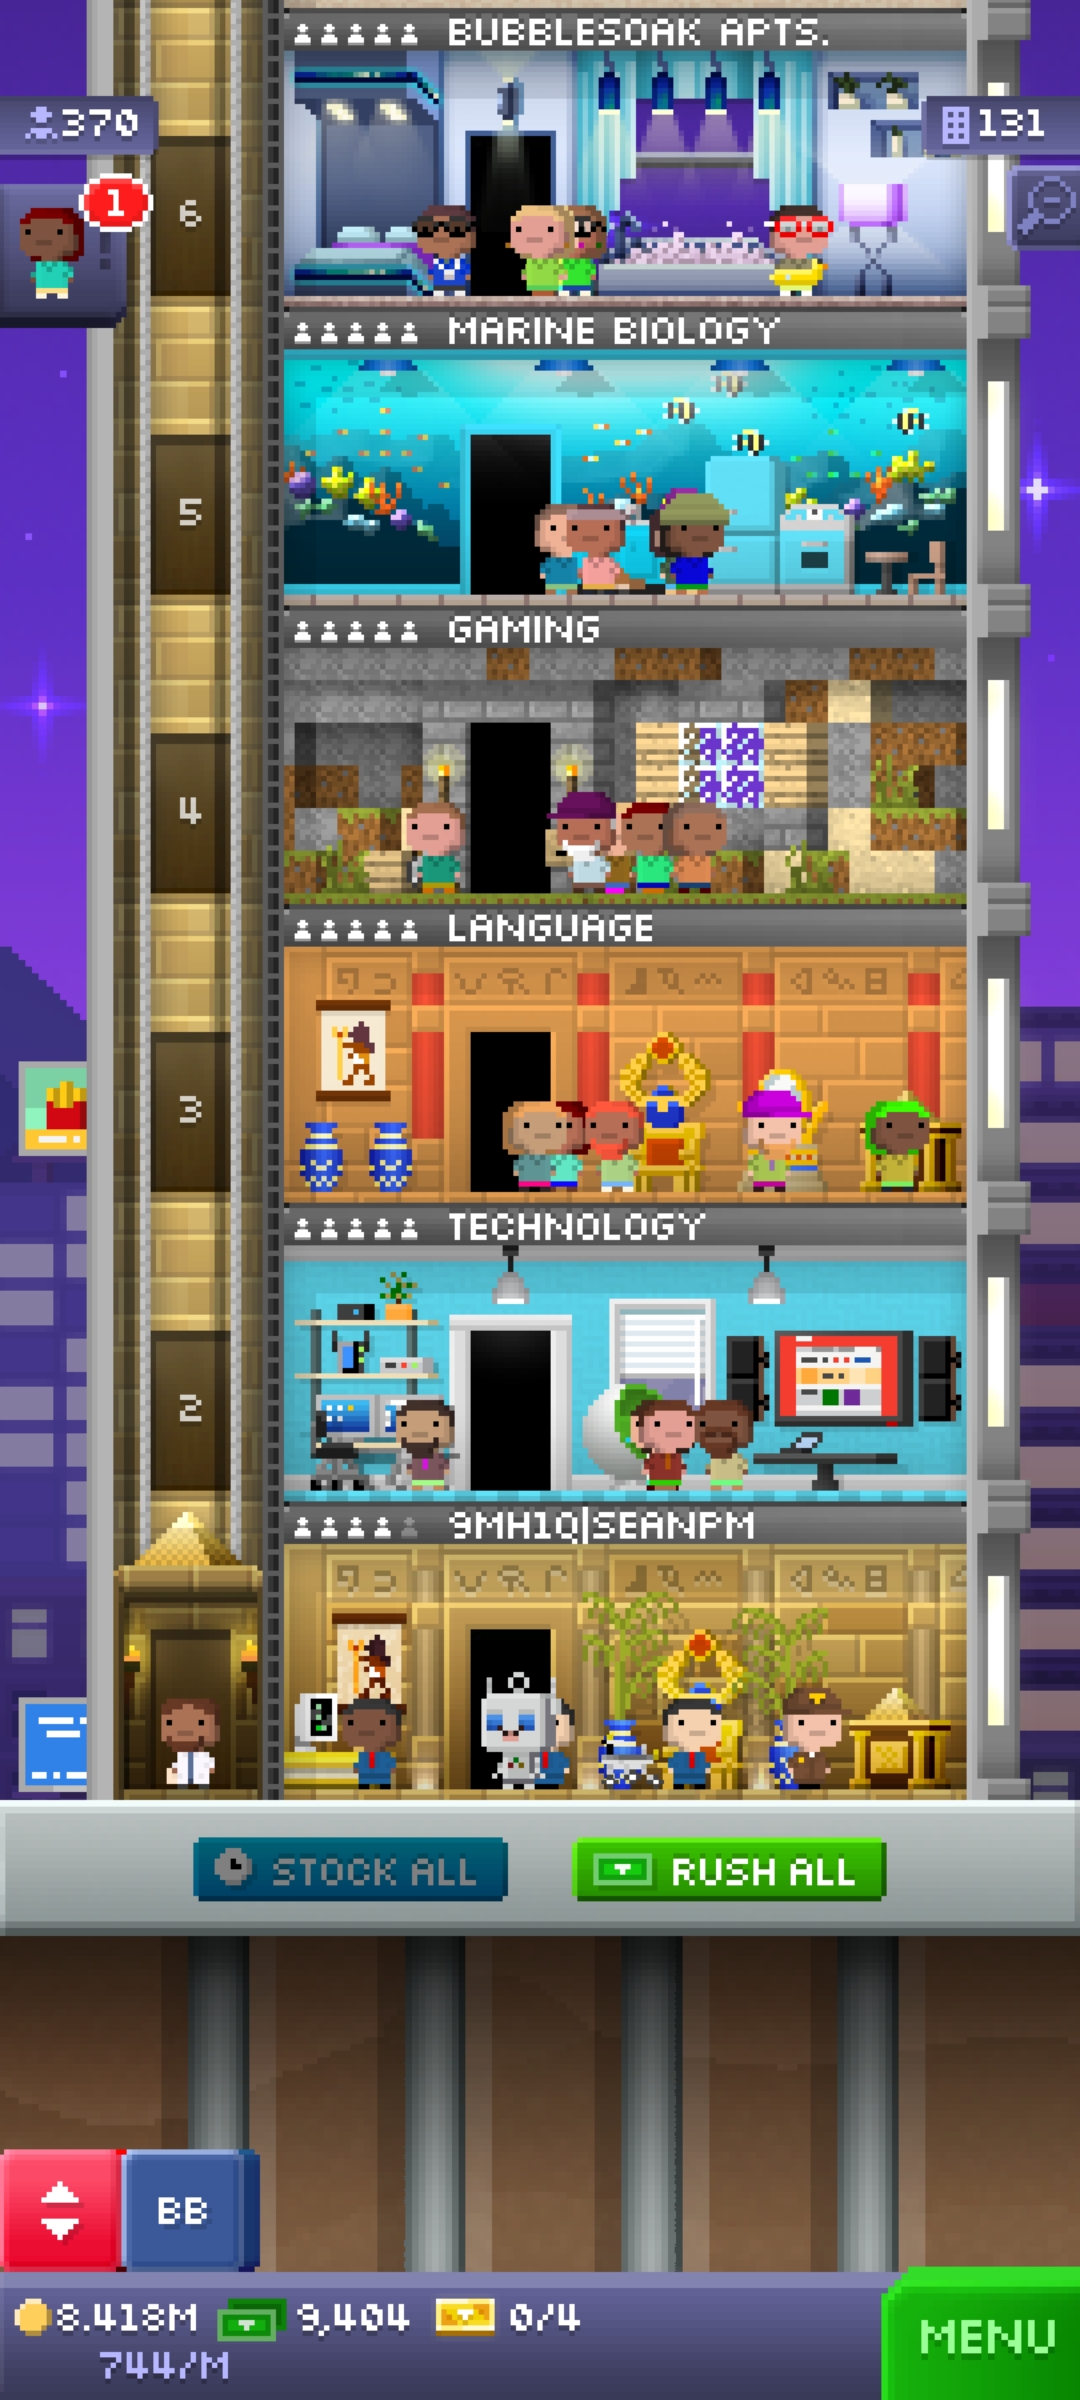 BUBBLESOAK APTS.
370
131
1
6
MARINE BIOLOGY
5
GAMING
4
LANGUAGE
3
TECHNOLOGY
2
9MH1Q|SEANPM
STOCK ALL
RUSH ALL
BB
8.418M 9,404 0/4
744/M
MENU